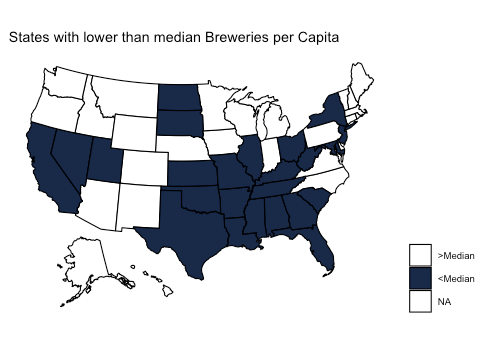 States with lower than median Breweries per Capita
>Median
<Median
NA